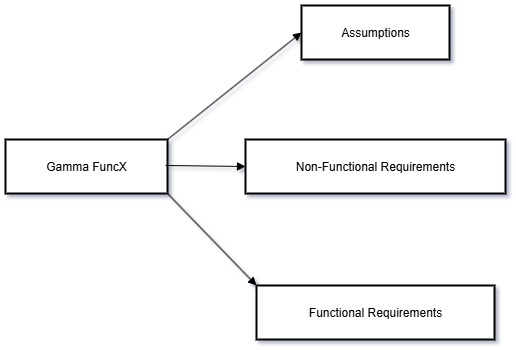 Assumptions
Gamma FuncX
Non-Functional Requirements
Functional Requirements